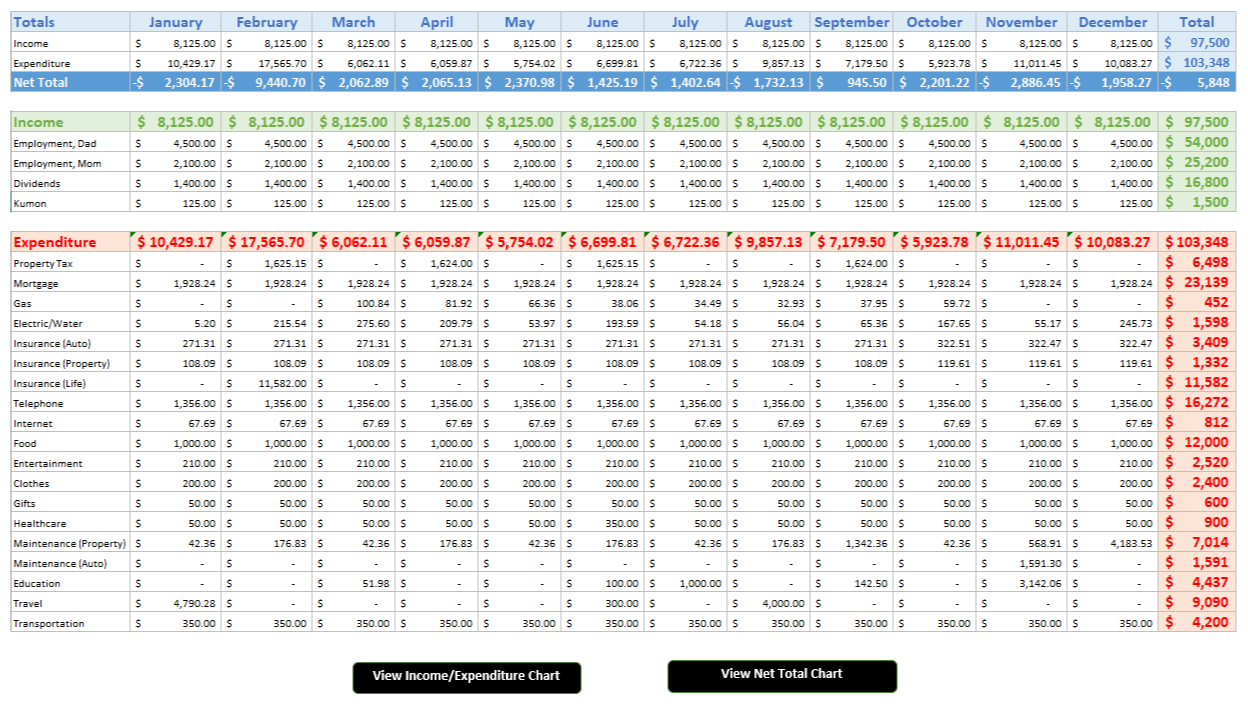 Totals January February March April May June July August September October November December Total
Income $ 8,125.00 $ 8,125.00 $ 8,125.00 $ 8,125.00 $ 8,125.00 $ 8,125.00 $ 8,125.00 $ 8,125.00 $ 8,125.00 $ 8,125.00 $ 8,125.00 $ 8,125.00 $ 97,500
Expenditure $ 10,429.17 $ 17,565.70 $ 6,062.11 $ 6,059.87 $ 5,754.02 $ 6,699.81 $ 6,722.36 $ 9,857.13 $ 7,179.50 $ 5,923.78 $ 11,011.45 $ 10,083.27 $ 103,348
Net Total -$ 2,304.17 -$ 9,440.70 $ 2,062.89 $ 2,065.13 $ 2,370.98 $ 1,425.19 $ 1,402.64 -$ 1,732.13 $ 945.50 $ 2,201.22 -$ 2,886.45 -$ 1,958.27 -$ 5,848
Income $ 8,125.00 $ 8,125.00 $ 8,125.00 $ 8,125.00 $ 8,125.00 $ 8,125.00 $ 8,125.00 $ 8,125.00 $ 8,125.00 $ 8,125.00 $ 8,125.00 $ 8,125.00 $ 97,500
Employment, Dad $ 4,500.00 $ 4,500.00 $ 4,500.00 $ 4,500.00 $ 4,500.00 $ 4,500.00 $ 4,500.00 $ 4,500.00 $ 4,500.00 $ 4,500.00 $ 4,500.00 $ 4,500.00 $ 54,000
Employment, Mom $ 2,100.00 $ 2,100.00 $ 2,100.00 $ 2,100.00 $ 2,100.00 $ 2,100.00 $ 2,100.00 $ 2,100.00 $ 2,100.00 $ 2,100.00 $ 2,100.00 $ 2,100.00 $ 25,200
Dividends $ 1,400.00 $ 1,400.00 $ 1,400.00 $ 1,400.00 $ 1,400.00 $ 1,400.00 $ 1,400.00 $ 1,400.00 $ 1,400.00 $ 1,400.00 $ 1,400.00 $ 1,400.00 $ 16,800
Kumon $ 125.00 $ 125.00 $ 125.00 $ 125.00 $ 125.00 $ 125.00 $ 125.00 $ 125.00 $ 125.00 $ 125.00 $ 125.00 $ 125.00 $ 1,500
Expenditure $ 10,429.17 $ 17,565.70 $ 6,062.11 $ 6,059.87 $ 5,754.02 $ 6,699.81 $ 6,722.36 $ 9,857.13 $ 7,179.50 $ 5,923.78 $ 11,011.45 $ 10,083.27 $ 103,348
Property Tax $ - $ 1,625.15 $ - $ 1,624.00 $ - $ 1,625.15 $ - $ - $ 1,624.00 $ - $ - $ - $ 6,498
Mortgage $ 1,928.24 $ 1,928.24 $ 1,928.24 $ 1,928.24 $ 1,928.24 $ 1,928.24 $ 1,928.24 $ 1,928.24 $ 1,928.24 $ 1,928.24 $ 1,928.24 $ 1,928.24 $ 23,139
Gas $ - $ - $ 100.84 $ 81.92 $ 66.36 $ 38.06 $ 34.49 $ 32.93 $ 37.95 $ 59.72 $ - $ - $ 452
Electric/Water $ 5.20 $ 215.54 $ 275.60 $ 209.79 $ 53.97 $ 193.59 $ 54.18 $ 56.04 $ 65.36 $ 167.65 $ 55.17 $ 245.73 $ 1,598
Insurance (Auto) $ 271.31 $ 271.31 $ 271.31 $ 271.31 $ 271.31 $ 271.31 $ 271.31 $ 271.31 $ 271.31 $ 322.51 $ 322.47 $ 322.47 $ 3,409
Insurance (Property) $ 108.09 $ 108.09 $ 108.09 $ 108.09 $ 108.09 $ 108.09 $ 108.09 $ 108.09 $ 108.09 $ 119.61 $ 119.61 $ 119.61 $ 1,332
Insurance (Life) $ - $ 11,582.00 $ - $ - $ - $ - $ - $ - $ - $ - $ - $ - $ 11,582
Telephone $ 1,356.00 $ 1,356.00 $ 1,356.00 $ 1,356.00 $ 1,356.00 $ 1,356.00 $ 1,356.00 $ 1,356.00 $ 1,356.00 $ 1,356.00 $ 1,356.00 $ 1,356.00 $ 16,272
Internet $ 67.69 $ 67.69 $ 67.69 $ 67.69 $ 67.69 $ 67.69 $ 67.69 $ 67.69 $ 67.69 $ 67.69 $ 67.69 $ 67.69 $ 812
Food $ 1,000.00 $ 1,000.00 $ 1,000.00 $ 1,000.00 $ 1,000.00 $ 1,000.00 $ 1,000.00 $ 1,000.00 $ 1,000.00 $ 1,000.00 $ 1,000.00 $ 1,000.00 $ 12,000
Entertainment $ 210.00 $ 210.00 $ 210.00 $ 210.00 $ 210.00 $ 210.00 $ 210.00 $ 210.00 $ 210.00 $ 210.00 $ 210.00 $ 210.00 $ 2,520
Clothes $ 200.00 $ 200.00 $ 200.00 $ 200.00 $ 200.00 $ 200.00 $ 200.00 $ 200.00 $ 200.00 $ 200.00 $ 200.00 $ 200.00 $ 2,400
Gifts $ 50.00 $ 50.00 $ 50.00 $ 50.00 $ 50.00 $ 50.00 $ 50.00 $ 50.00 $ 50.00 $ 50.00 $ 50.00 $ 50.00 $ 600
Healthcare $ 50.00 $ 50.00 $ 50.00 $ 50.00 $ 50.00 $ 350.00 $ 50.00 $ 50.00 $ 50.00 $ 50.00 $ 50.00 $ 50.00 $ 900
Maintenance (Property) $ 42.36 $ 176.83 $ 42.36 $ 176.83 $ 42.36 $ 176.83 $ 42.36 $ 176.83 $ 1,342.36 $ 42.36 $ 568.91 $ 4,183.53 $ 7,014
Maintenance (Auto) $ - $ - $ - $ - $ - $ - $ - $ - $ - $ - $ 1,591.30 $ - $ 1,591
Education $ - $ - $ 51.98 $ - $ - $ 100.00 $ 1,000.00 $ - $ 142.50 $ - $ 3,142.06 $ - $ 4,437
Travel $ 4,790.28 $ - $ - $ - $ - $ 300.00 $ - $ 4,000.00 $ - $ - $ - $ - $ 9,090
Transportation $ 350.00 $ 350.00 $ 350.00 $ 350.00 $ 350.00 $ 350.00 $ 350.00 $ 350.00 $ 350.00 $ 350.00 $ 350.00 $ 350.00 $ 4,200
View Income/Expenditure Chart View Net Total Chart